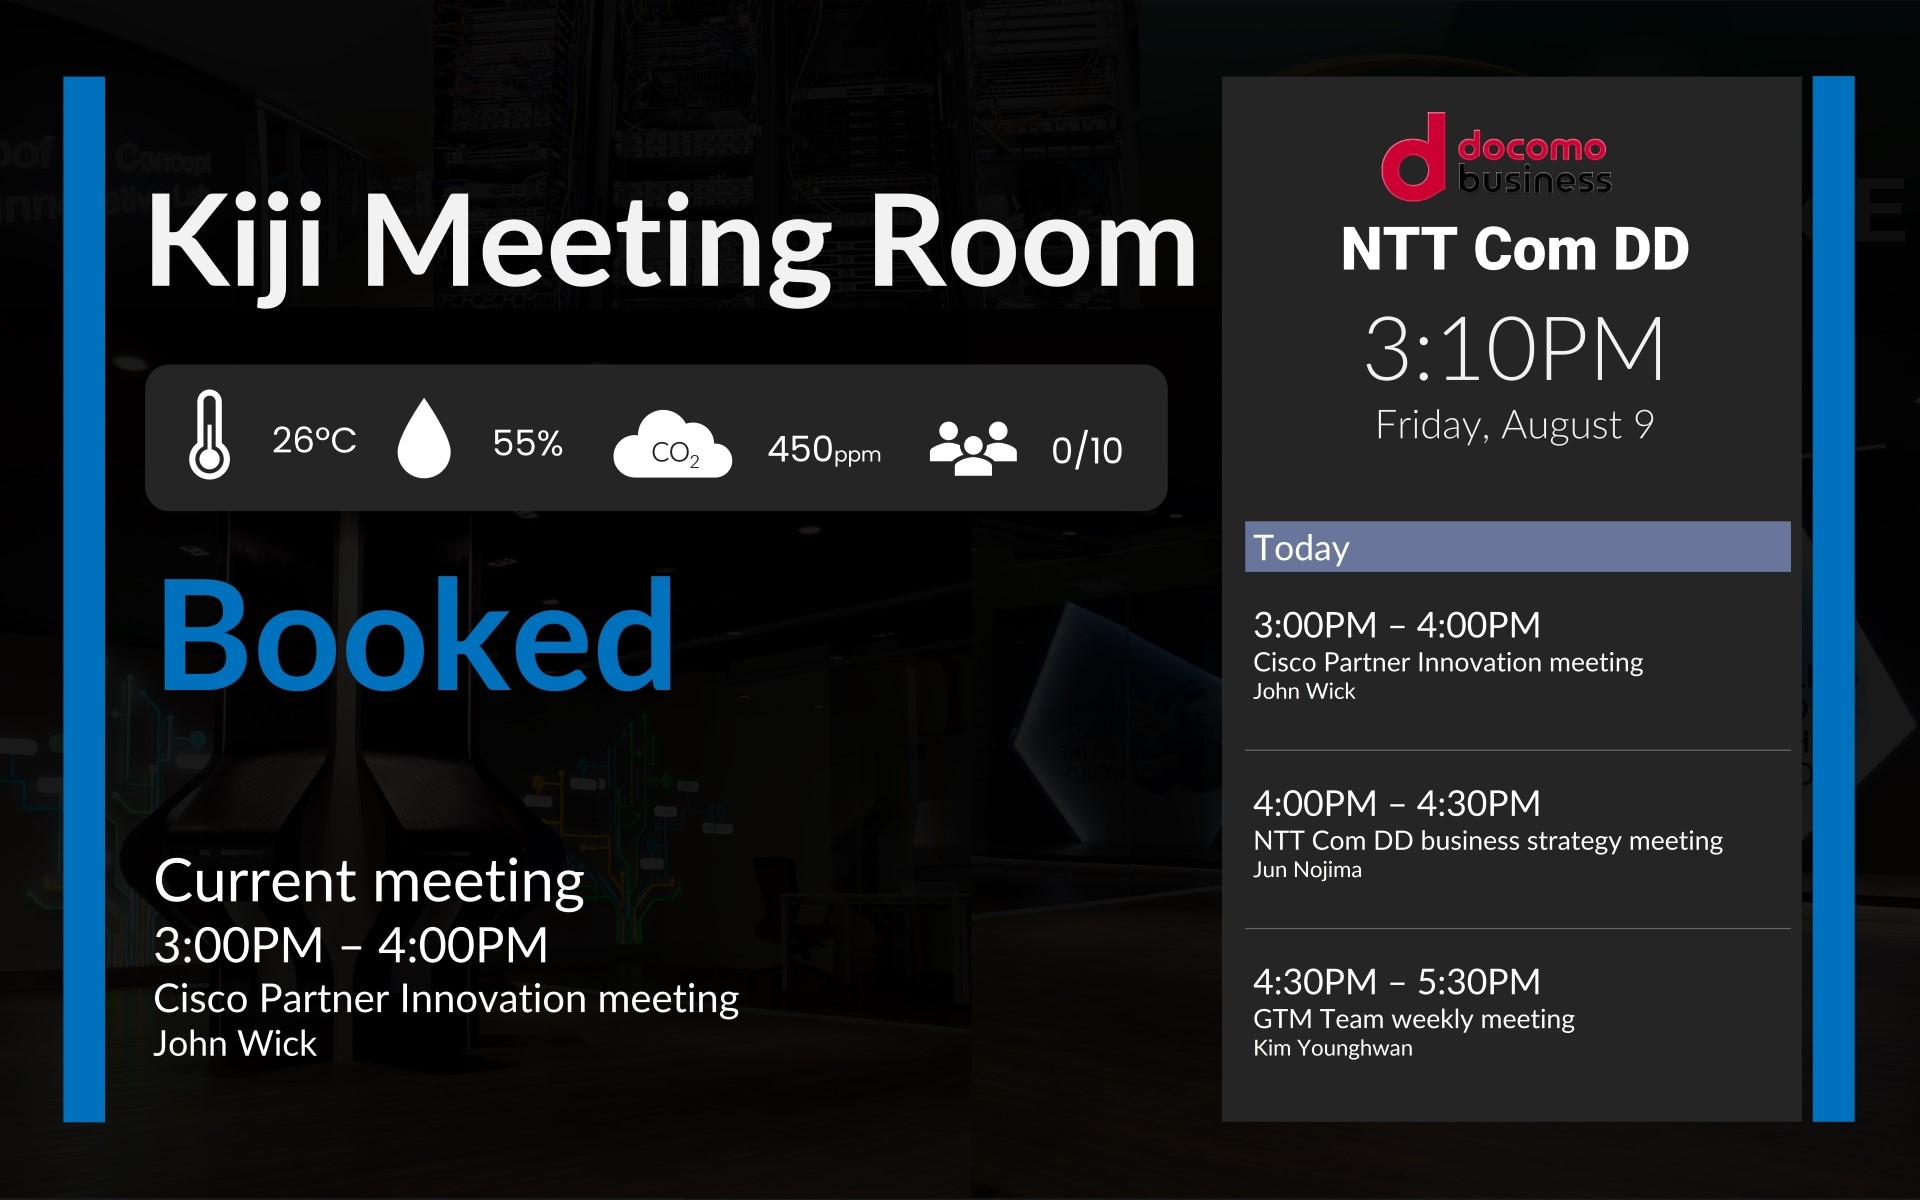 Kiji Meeting Room
26°C
55%
CO₂
450ppm
0/10
Booked
Current meeting
3:00PM – 4:00PM
Cisco Partner Innovation meeting
John Wick
docomo
business
NTT Com DD
3:10PM
Friday, August 9
Today
3:00PM – 4:00PM
Cisco Partner Innovation meeting
John Wick
4:00PM – 4:30PM
NTT Com DD business strategy meeting
Jun Nojima
4:30PM – 5:30PM
GTM Team weekly meeting
Kim Younghwan